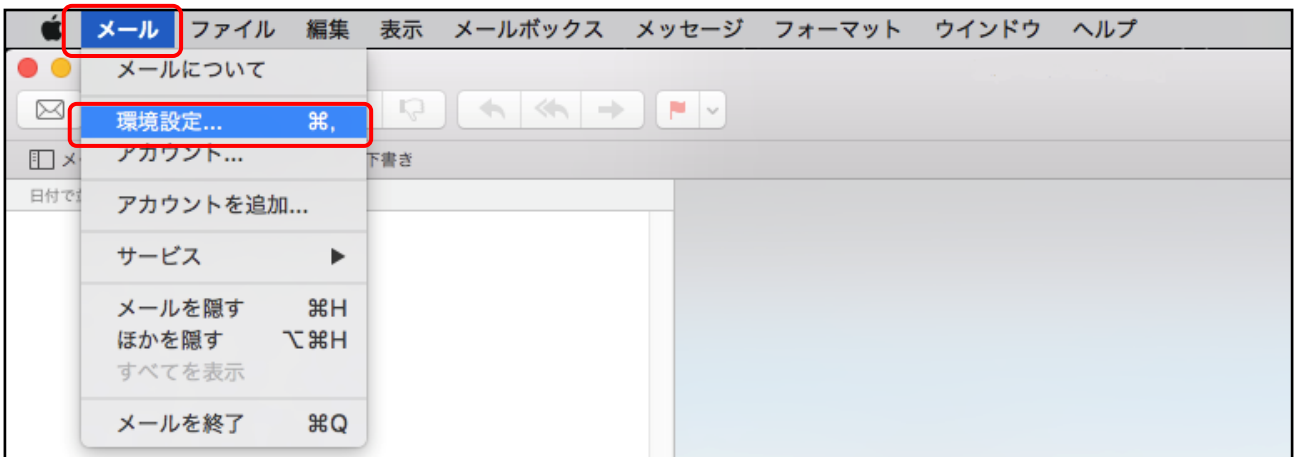 メール ファイル 編集 表示 メールボックス メッセージ フォーマット ウインドウ ヘルプ
メールについて
環境設定... ⌘,
アカウント...
下書き
日付で
アカウントを追加...
サービス ▶
メールを隠す ⌘H
ほかを隠す ⌥⌘H
すべてを表示
メールを終了 ⌘Q